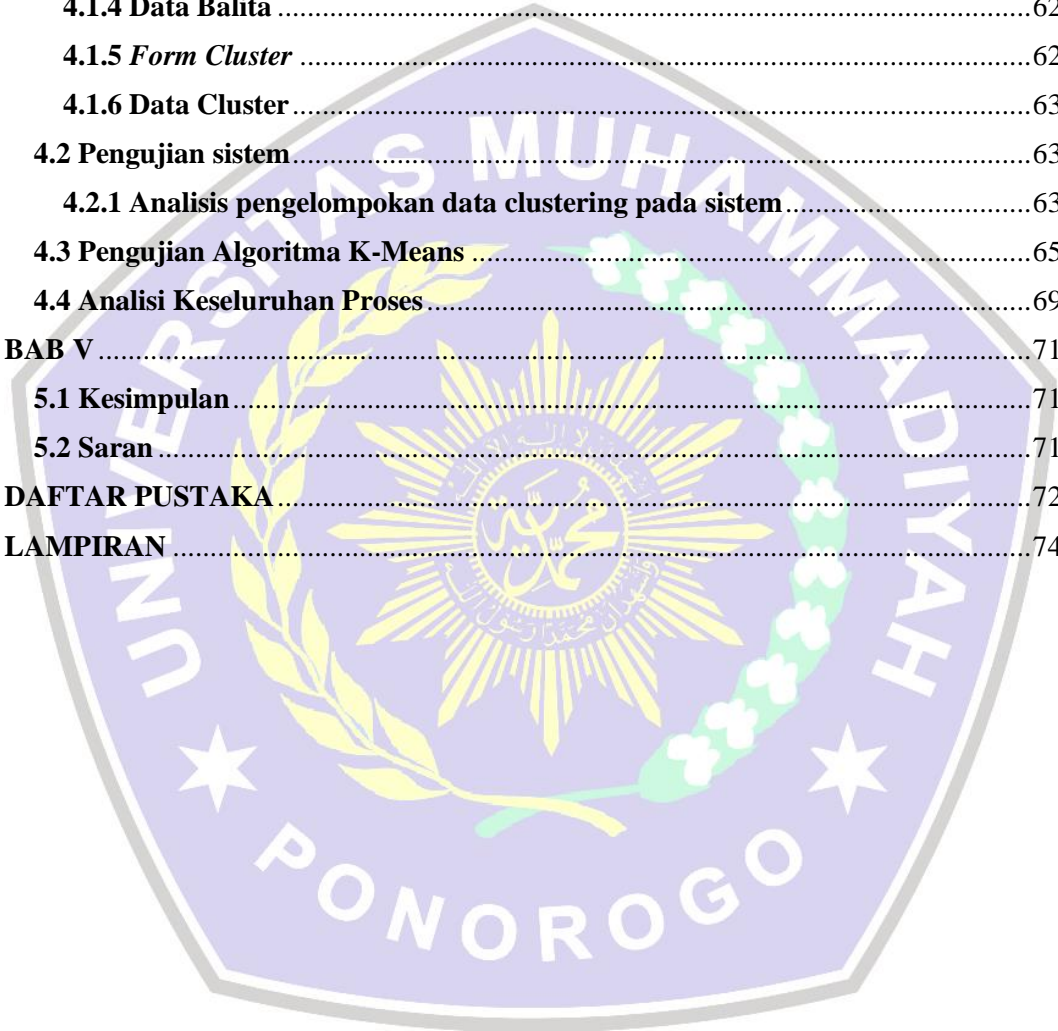 4.1.4 Data Balita ........ 62
4.1.5 Form Cluster ........ 62
4.1.6 Data Cluster ........ 63
4.2 Pengujian sistem ........ 63
4.2.1 Analisis pengelompokan data clustering pada sistem ........ 63
4.3 Pengujian Algoritma K-Means ........ 65
4.4 Analisi Keseluruhan Proses ........ 69
BAB V ........ 71
5.1 Kesimpulan ........ 71
5.2 Saran ........ 71
DAFTAR PUSTAKA ........ 72
LAMPIRAN ........ 74
UNIVERSITAS MUHAMMADIYAH
PONOROGO